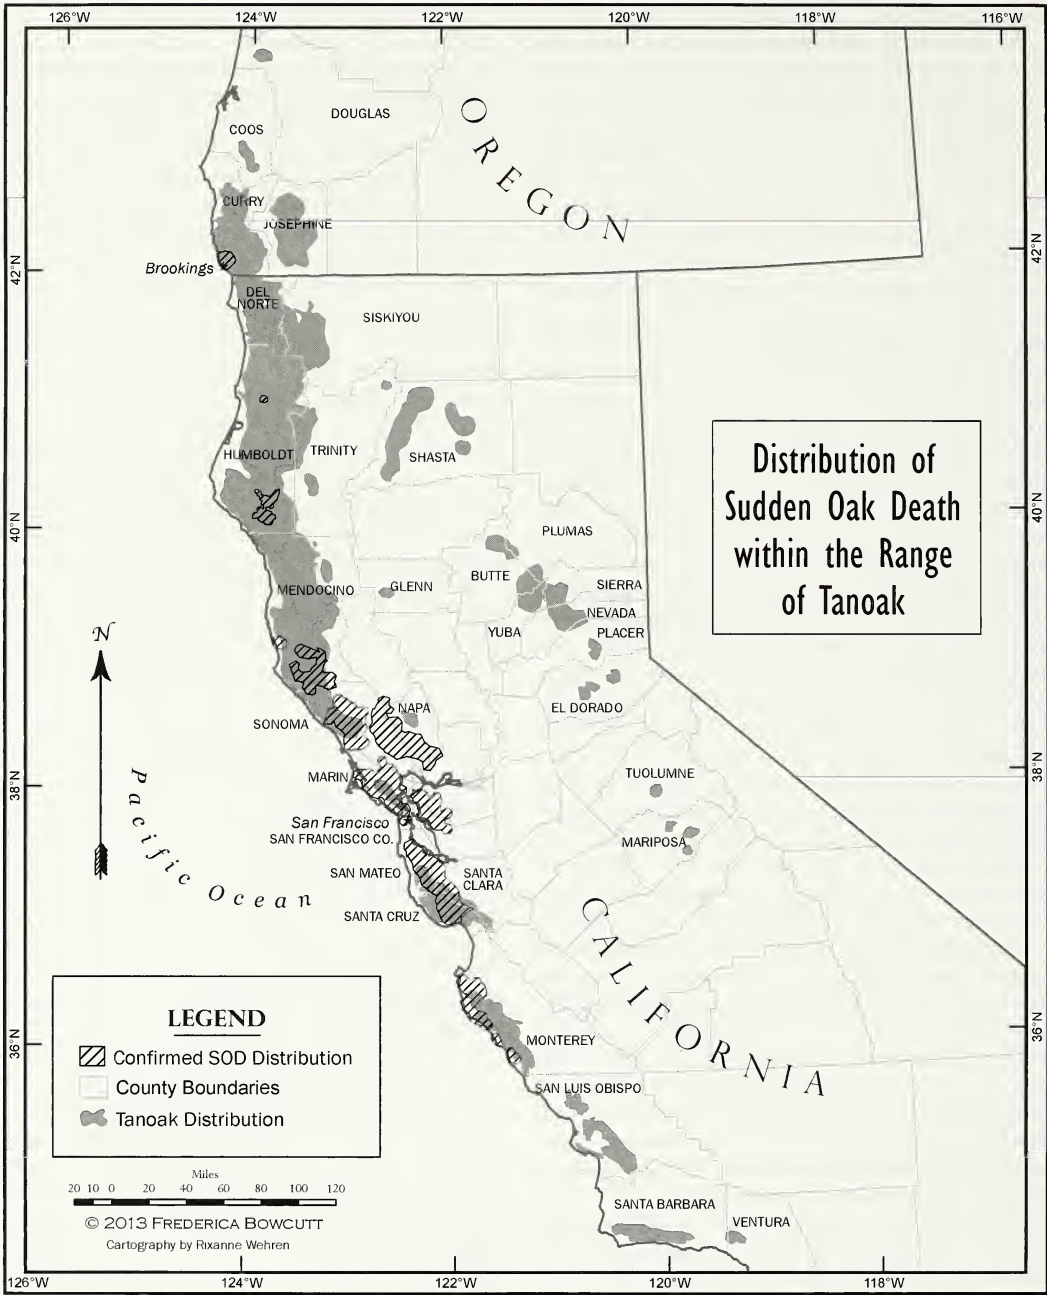 126°W 124°W 122°W 120°W 118°W 116°W
OREGON
DOUGLAS
COOS
CURRY
JOSEPHINE
42°N
42°N
Brookings
DEL
NORTE
SISKIYOU
HUMBOLDT
TRINITY
SHASTA
Distribution of
Sudden Oak Death
within the Range
of Tanoak
40°N
40°N
PLUMAS
BUTTE
SIERRA
MENDOCINO
GLENN
NEVADA
YUBA
PLACER
N
NAPA
EL DORADO
SONOMA
38°N
38°N
MARIN
TUOLUMNE
Pacific Ocean
San Francisco
SAN FRANCISCO CO.
MARIPOSA
SAN MATEO
SANTA
CLARA
SANTA CRUZ
CALIFORNIA
36°N
36°N
MONTEREY
SAN LUIS OBISPO
SANTA BARBARA
VENTURA
LEGEND
Confirmed SOD Distribution
County Boundaries
Tanoak Distribution
Miles
20 10 0 20 40 60 80 100 120
© 2013 FREDERICA BOWCUTT
Cartography by Rixanne Wehren
126°W 124°W 122°W 120°W 118°W